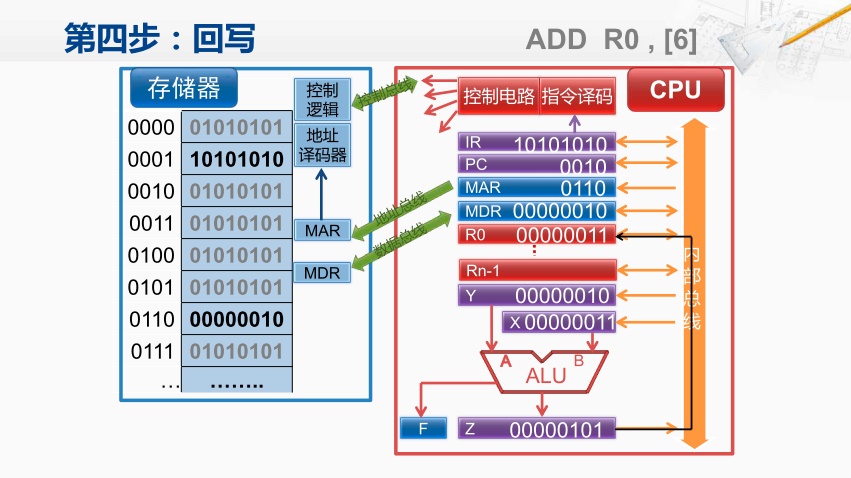 第四步：回写
ADD R0 , [6]
存储器
控制
逻辑
控制总线
控制电路
指令译码
CPU
0000 01010101
0001 10101010
0010 01010101
0011 01010101
0100 01010101
0101 01010101
0110 00000010
0111 01010101
… ……..
地址
译码器
MAR
MDR
地址总线
数据总线
IR 10101010
PC 0010
MAR 0110
MDR 00000010
R0 00000011
Rn-1
Y 00000010
X 00000011
A
B
ALU
F
Z 00000101
内
部
总
线